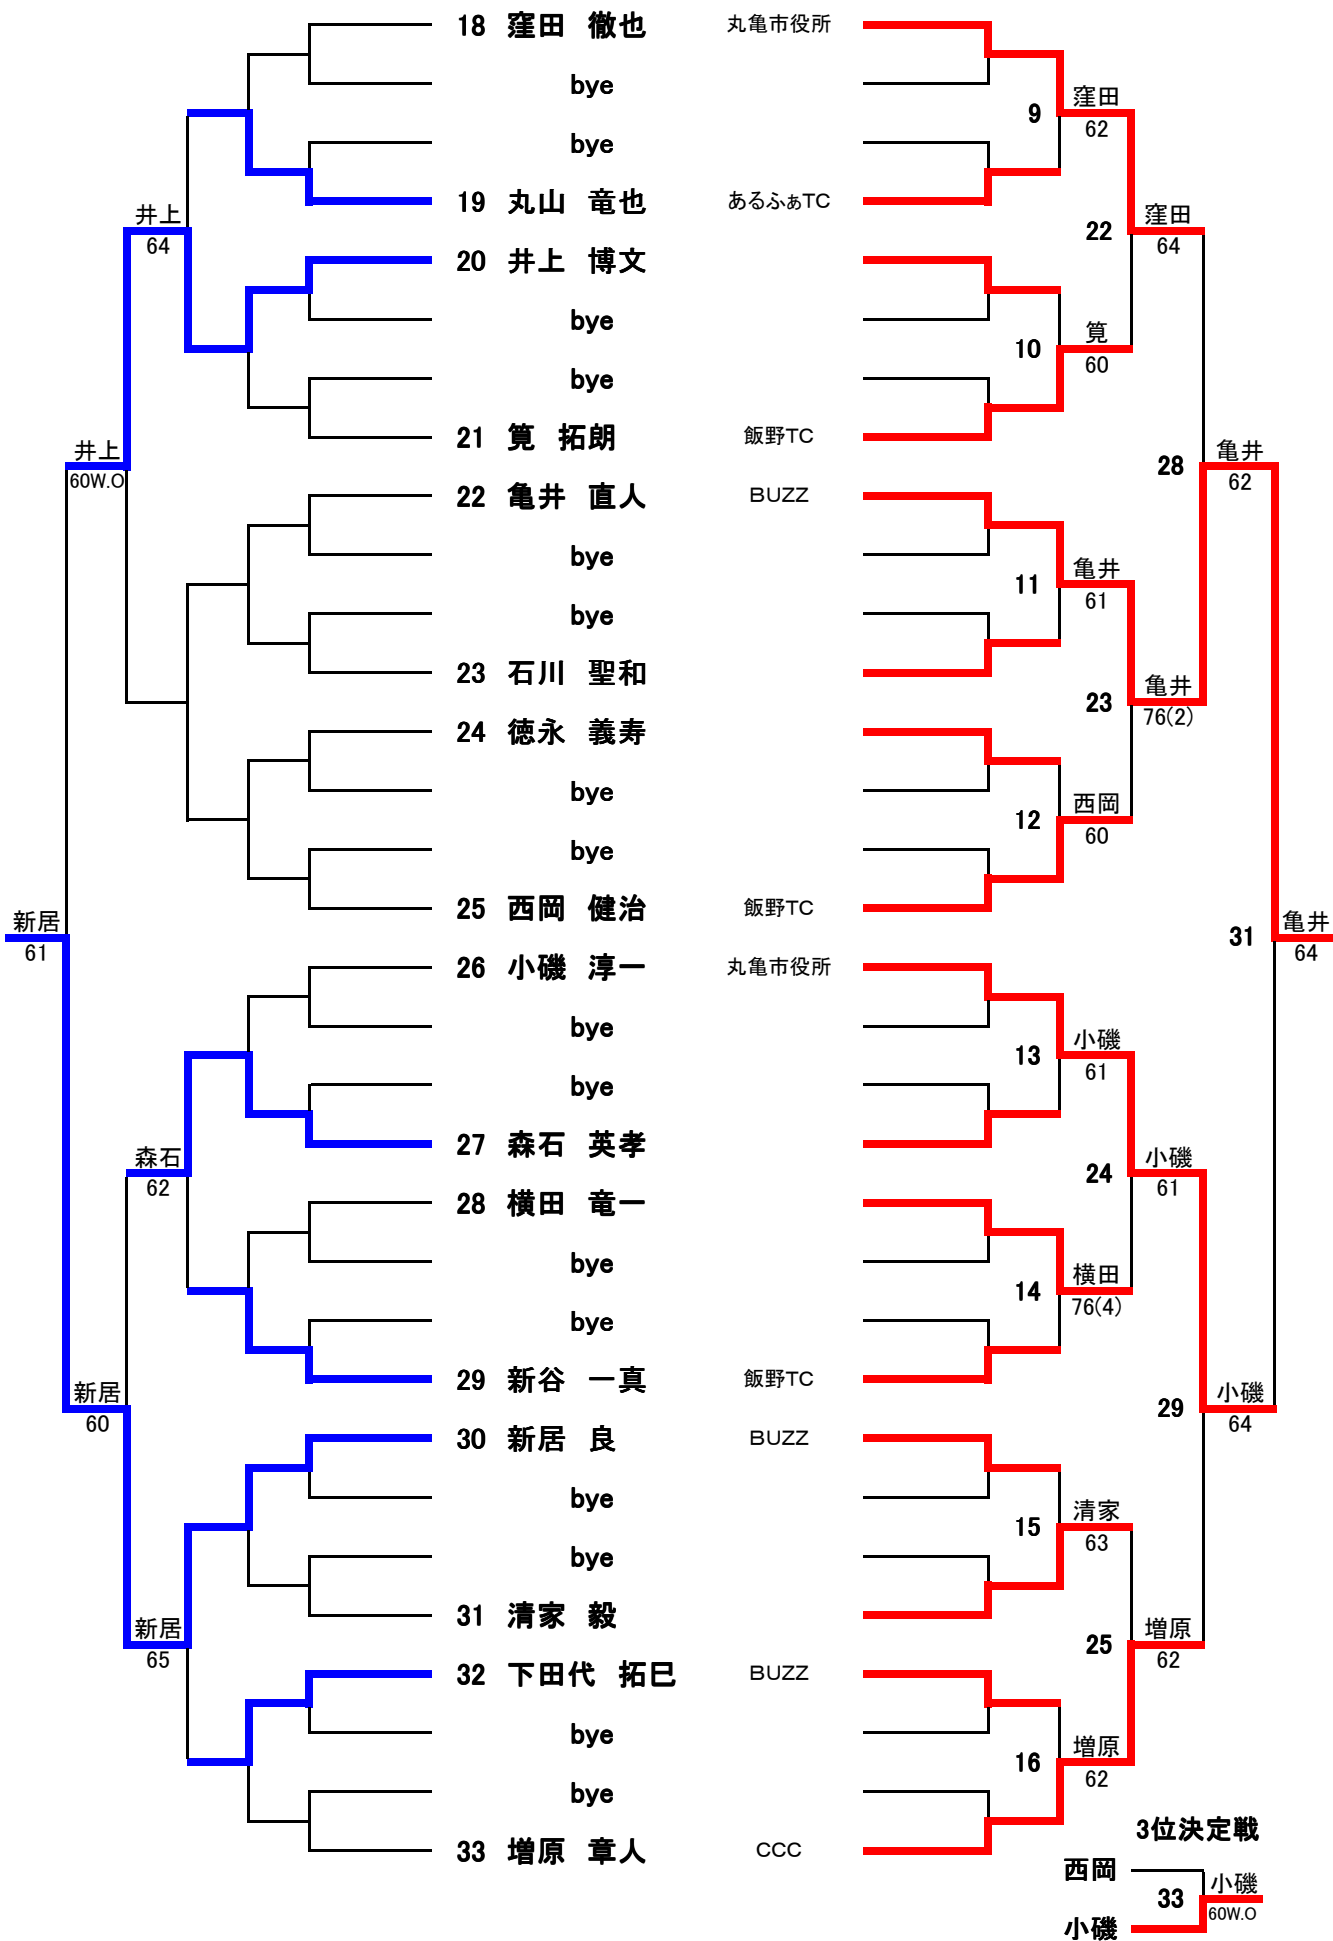 18 窪田 徹也 丸亀市役所
bye
9 窪田
62
bye
19 丸山 竜也 あるふぁTC
井上
64
22 窪田
64
20 井上 博文
bye
10 筧
60
bye
21 筧 拓朗 飯野TC
井上
60W.O
28 亀井
62
22 亀井 直人 BUZZ
bye
11 亀井
61
bye
23 石川 聖和
23 亀井
76(2)
24 徳永 義寿
bye
12 西岡
60
bye
25 西岡 健治 飯野TC
新居
61
31 亀井
64
26 小磯 淳一 丸亀市役所
bye
13 小磯
61
bye
27 森石 英孝
森石
62
24 小磯
61
28 横田 竜一
bye
14 横田
76(4)
bye
29 新谷 一真 飯野TC
新居
60
29 小磯
64
30 新居 良 BUZZ
bye
15 清家
63
bye
31 清家 毅
新居
65
25 増原
62
32 下田代 拓巳 BUZZ
bye
16 増原
62
bye
33 増原 章人 CCC
3位決定戦
西岡
33 小磯
60W.O
小磯